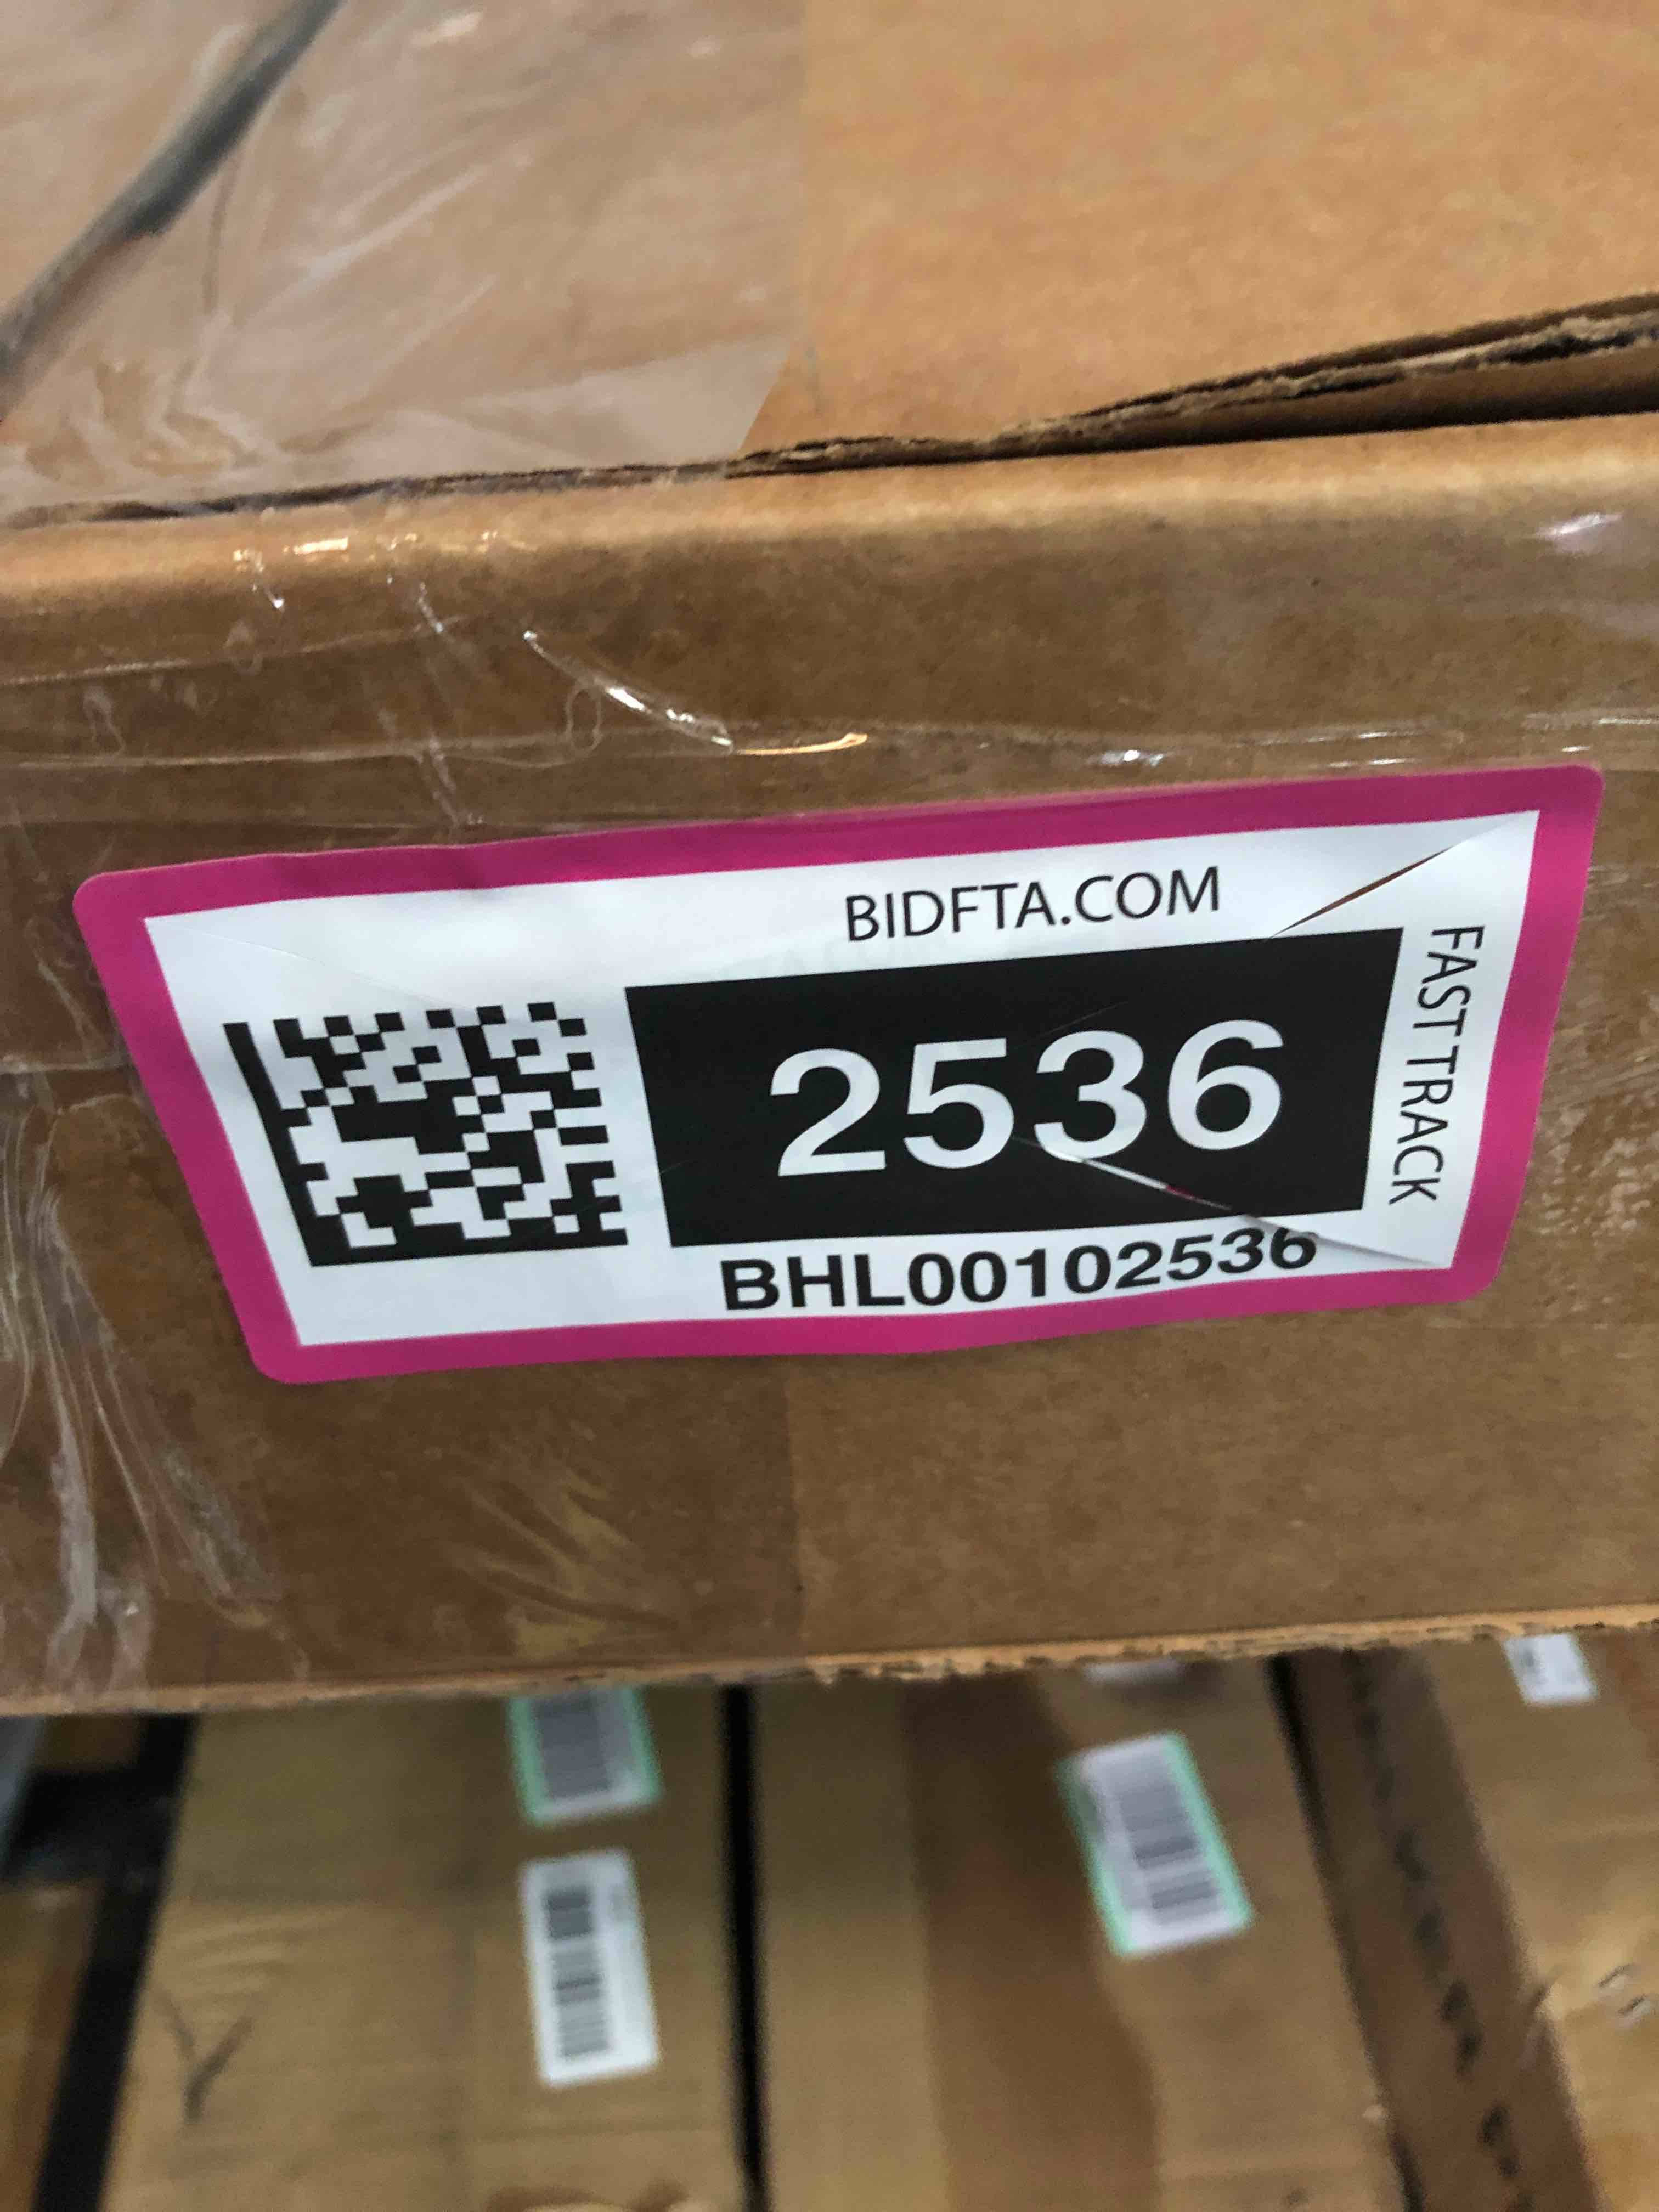 BIDFTA.COM
2536
FAST TRACK
BHL00102536